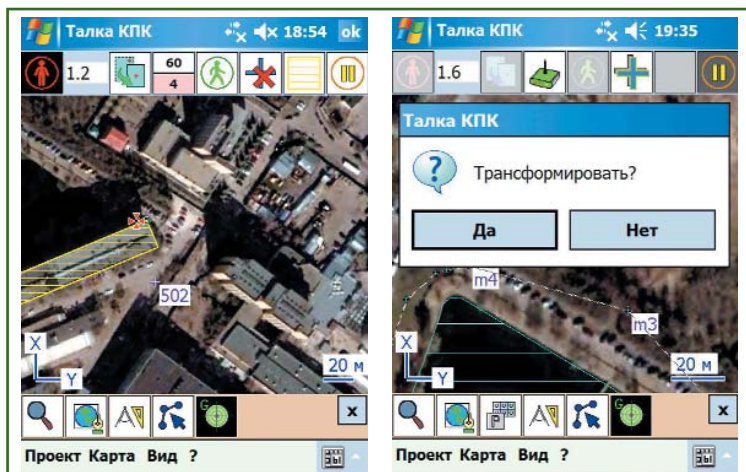 Талка КПК 18:54 ok
1.2 60
4
502
X
Y
20 м
G
x
Проект Карта Вид ?
Талка КПК 19:35
1.6
Талка КПК
? Трансформировать?
Да Нет
m4
m3
X
Y
20 м
P G
x
Проект Карта Вид ?